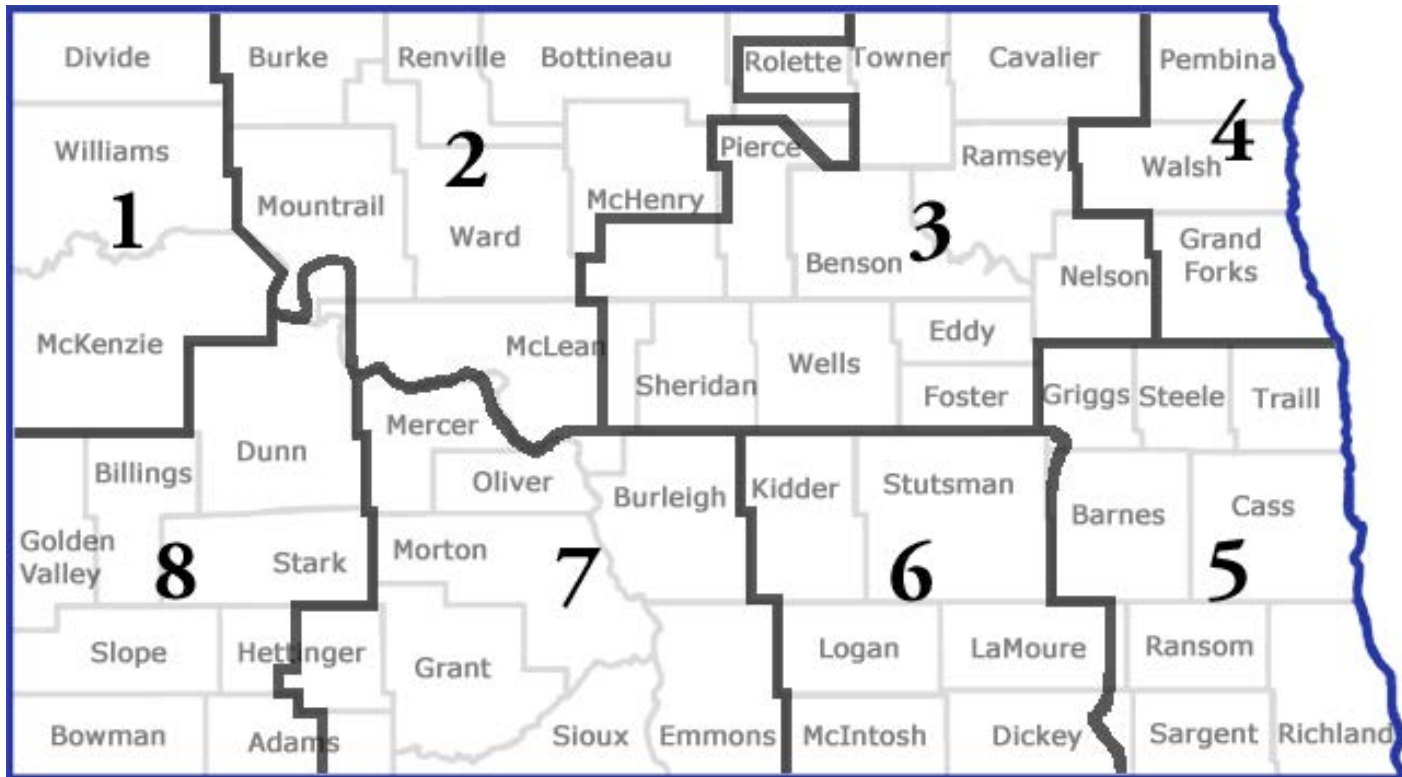 Divide
Burke
Renville
Bottineau
Rolette
Towner
Cavalier
Pembina
Williams
2
Pierce
Ramsey
4
Walsh
1
Mountrail
Ward
McHenry
3
Benson
Nelson
Grand
Forks
McKenzie
McLean
Eddy
Wells
Sheridan
Foster
Griggs
Steele
Traill
Mercer
Dunn
Billings
Oliver
Burleigh
Kidder
Stutsman
Barnes
Cass
Golden
Valley
8
Stark
Morton
7
6
5
Slope
Hettinger
Grant
Logan
LaMoure
Ransom
Bowman
Adams
Sioux
Emmons
McIntosh
Dickey
Sargent
Richland